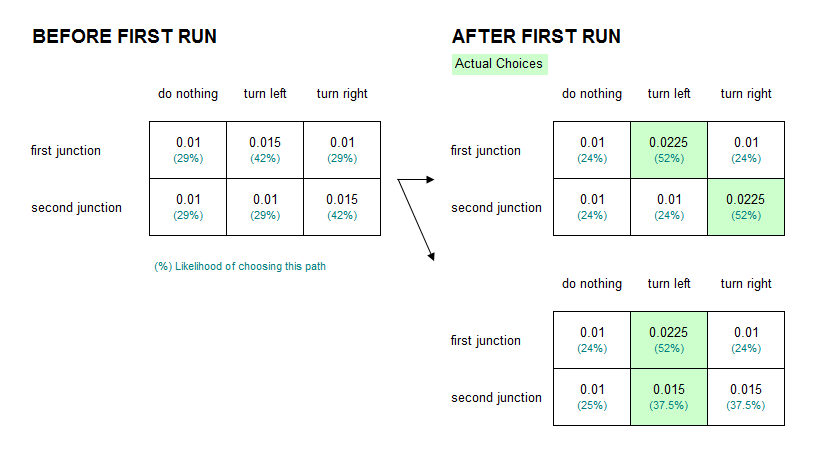 BEFORE FIRST RUN
do nothing turn left turn right
first junction 0.01 0.015 0.01
(29%) (42%) (29%)
second junction 0.01 0.01 0.015
(29%) (29%) (42%)
(%) Likelihood of choosing this path
AFTER FIRST RUN
Actual Choices
do nothing turn left turn right
first junction 0.01 0.0225 0.01
(24%) (52%) (24%)
second junction 0.01 0.01 0.0225
(24%) (24%) (52%)
do nothing turn left turn right
first junction 0.01 0.0225 0.01
(24%) (52%) (24%)
second junction 0.01 0.015 0.015
(25%) (37.5%) (37.5%)